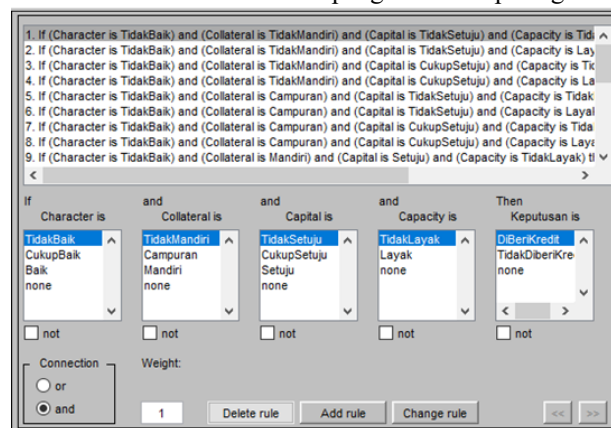 1. If (Character is TidakBaik) and (Collateral is TidakMandiri) and (Capital is TidakSetuju) and (Capacity is
2. If (Character is TidakBaik) and (Collateral is TidakMandiri) and (Capital is TidakSetuju) and (Capacity is Lay
3. If (Character is TidakBaik) and (Collateral is TidakMandiri) and (Capital is CukupSetuju) and (Capacity is
4. If (Character is TidakBaik) and (Collateral is TidakMandiri) and (Capital is CukupSetuju) and (Capacity is La
5. If (Character is TidakBaik) and (Collateral is Campuran) and (Capital is TidakSetuju) and (Capacity is Tidak
6. If (Character is TidakBaik) and (Collateral is Campuran) and (Capital is TidakSetuju) and (Capacity is Layal
7. If (Character is TidakBaik) and (Collateral is Campuran) and (Capital is CukupSetuju) and (Capacity is Tida
8. If (Character is TidakBaik) and (Collateral is Campuran) and (Capital is CukupSetuju) and (Capacity is Laya
9. If (Character is TidakBaik) and (Collateral is Mandiri) and (Capital is Setuju) and (Capacity is TidakLayak)
If and and and Then
Character is Collateral is Capital is Capacity is Keputusan is
TidakBaik TidakMandiri TidakSetuju TidakLayak DiBeriKredit
CukupBaik Campuran CukupSetuju Layak TidakDiberiKre
Baik Mandiri Setuju none none
none none none
not not not not not
Connection Weight:
or
and 1 Delete rule Add rule Change rule << >>